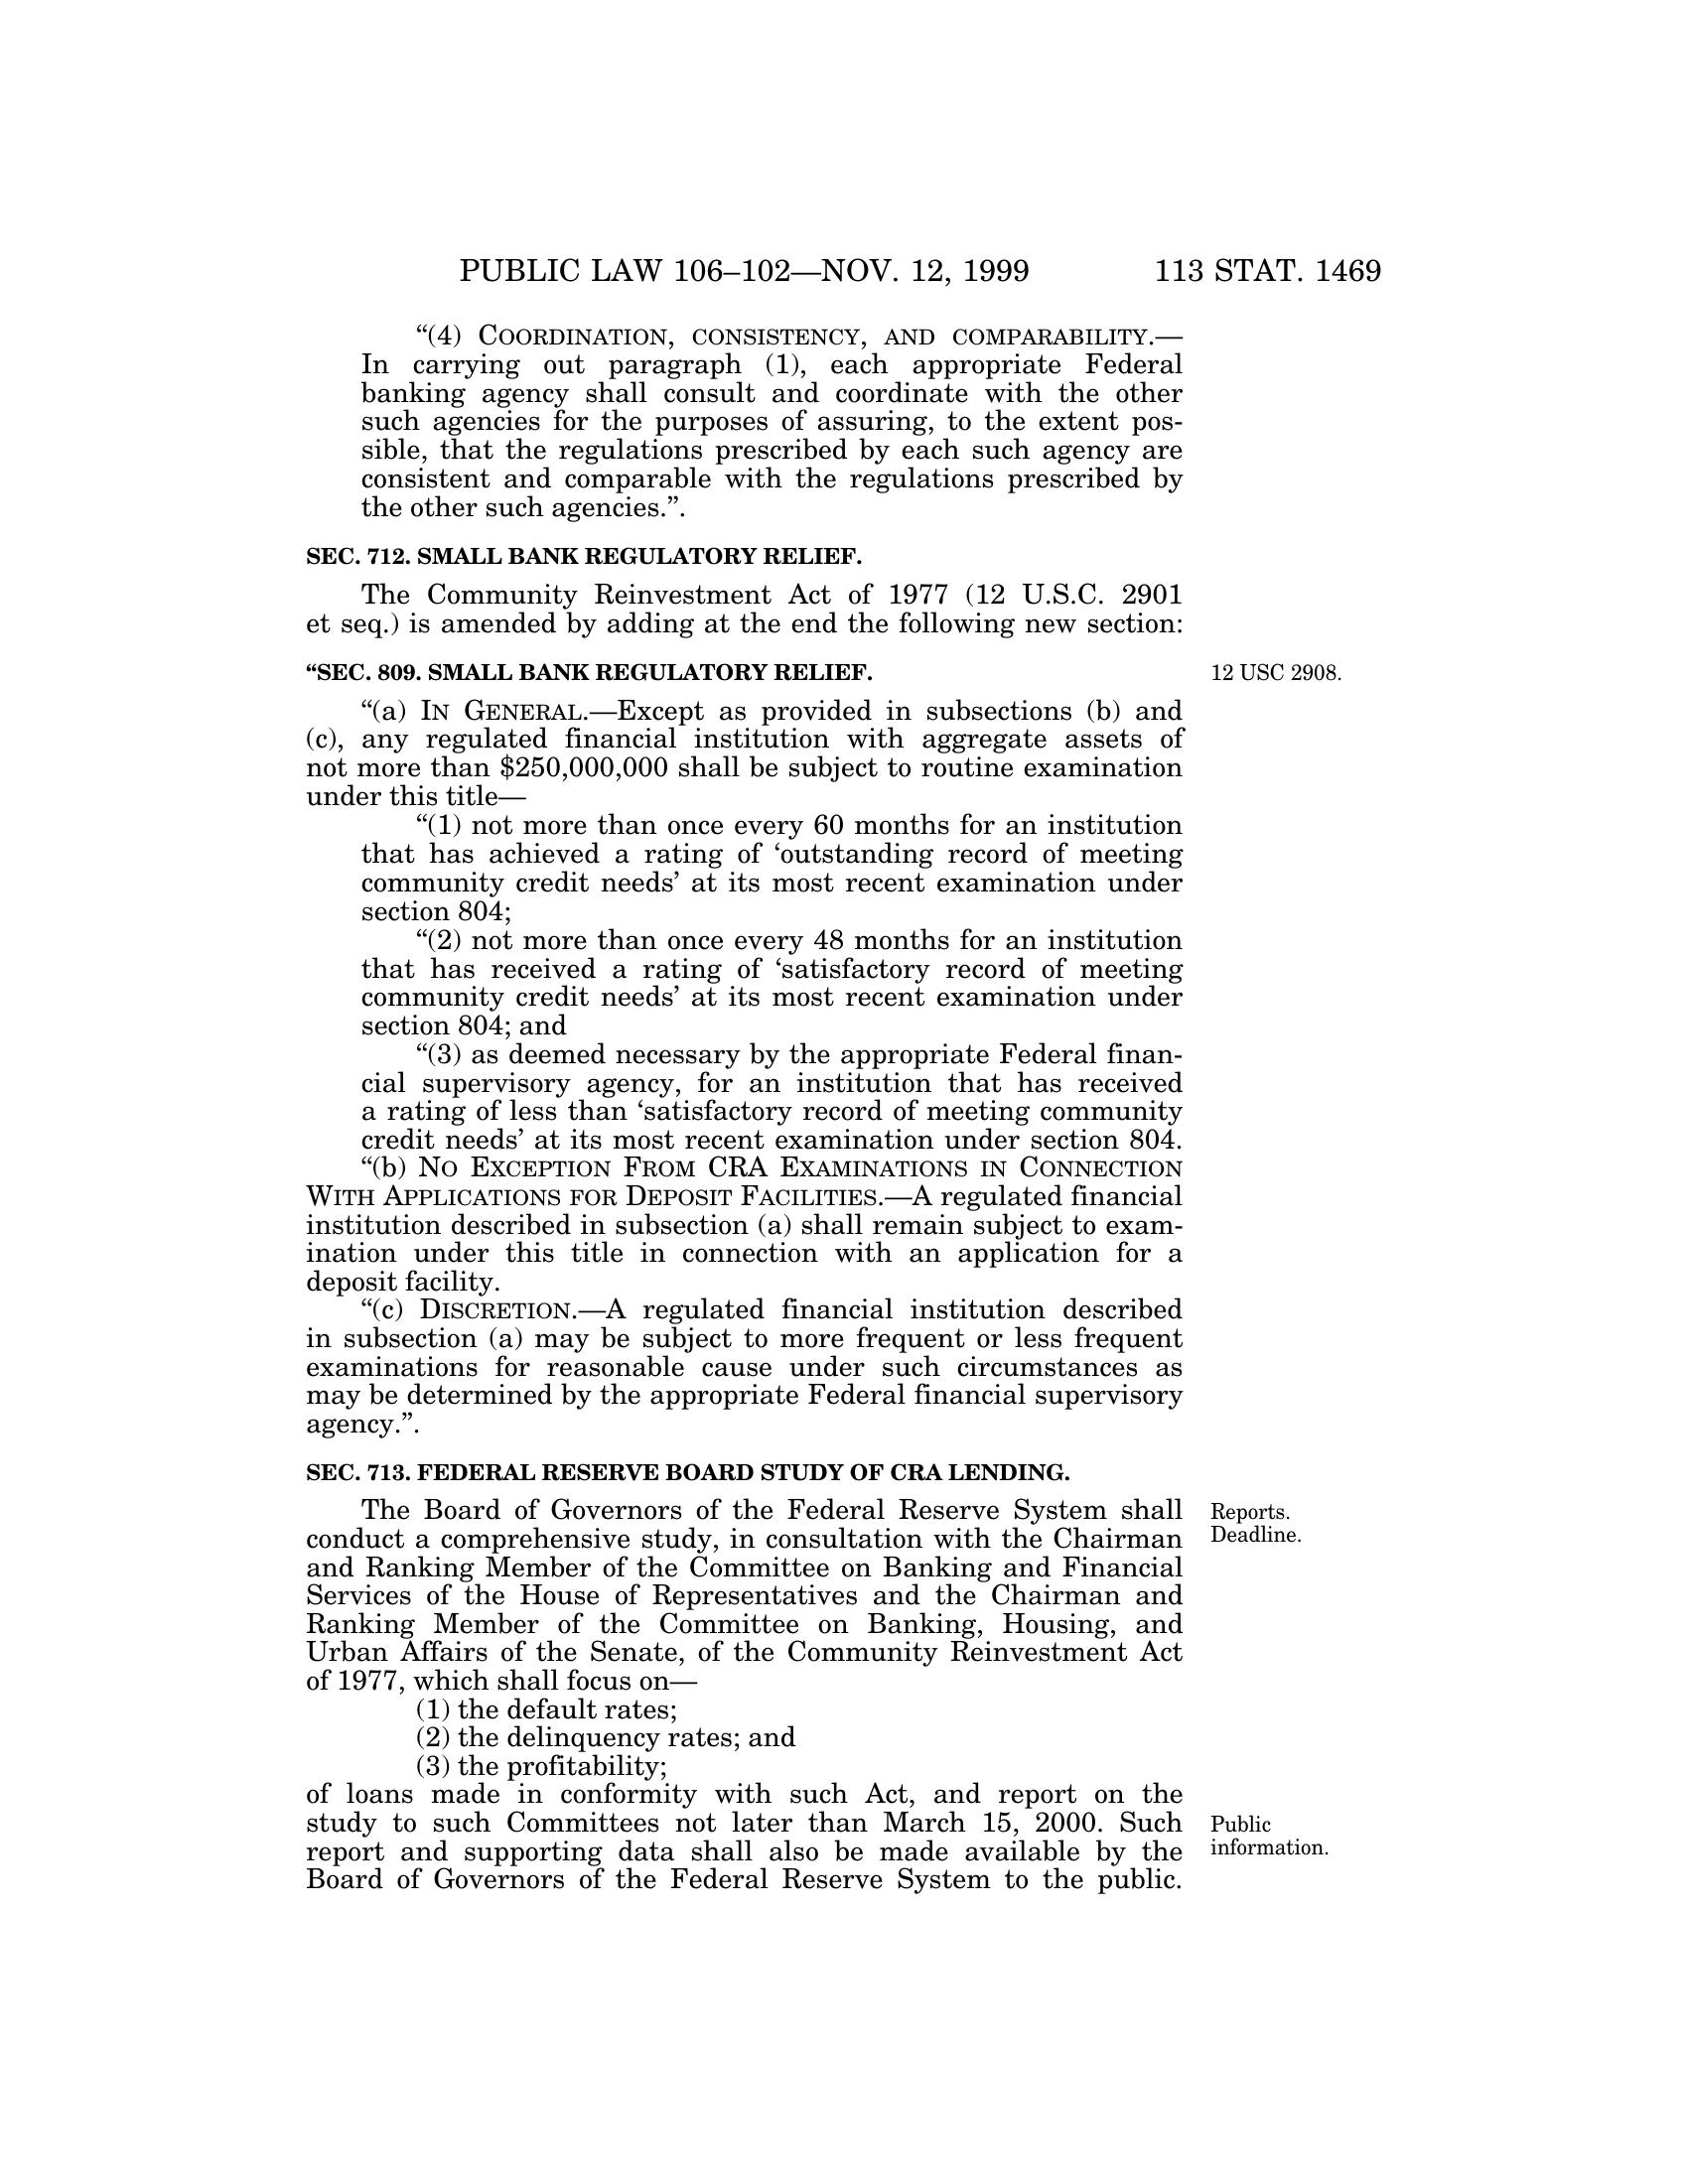 PUBLIC LAW 106–102—NOV. 12, 1999 113 STAT. 1469
“(4) COORDINATION, CONSISTENCY, AND COMPARABILITY.—
In carrying out paragraph (1), each appropriate Federal
banking agency shall consult and coordinate with the other
such agencies for the purposes of assuring, to the extent pos-
sible, that the regulations prescribed by each such agency are
consistent and comparable with the regulations prescribed by
the other such agencies.”.
SEC. 712. SMALL BANK REGULATORY RELIEF.
The Community Reinvestment Act of 1977 (12 U.S.C. 2901
et seq.) is amended by adding at the end the following new section:
“SEC. 809. SMALL BANK REGULATORY RELIEF.
12 USC 2908.
“(a) IN GENERAL.—Except as provided in subsections (b) and
(c), any regulated financial institution with aggregate assets of
not more than $250,000,000 shall be subject to routine examination
under this title—
“(1) not more than once every 60 months for an institution
that has achieved a rating of ‘outstanding record of meeting
community credit needs’ at its most recent examination under
section 804;
“(2) not more than once every 48 months for an institution
that has received a rating of ‘satisfactory record of meeting
community credit needs’ at its most recent examination under
section 804; and
“(3) as deemed necessary by the appropriate Federal finan-
cial supervisory agency, for an institution that has received
a rating of less than ‘satisfactory record of meeting community
credit needs’ at its most recent examination under section 804.
“(b) NO EXCEPTION FROM CRA EXAMINATIONS IN CONNECTION
WITH APPLICATIONS FOR DEPOSIT FACILITIES.—A regulated financial
institution described in subsection (a) shall remain subject to exam-
ination under this title in connection with an application for a
deposit facility.
“(c) DISCRETION.—A regulated financial institution described
in subsection (a) may be subject to more frequent or less frequent
examinations for reasonable cause under such circumstances as
may be determined by the appropriate Federal financial supervisory
agency.”.
SEC. 713. FEDERAL RESERVE BOARD STUDY OF CRA LENDING.
The Board of Governors of the Federal Reserve System shall
conduct a comprehensive study, in consultation with the Chairman
and Ranking Member of the Committee on Banking and Financial
Services of the House of Representatives and the Chairman and
Ranking Member of the Committee on Banking, Housing, and
Urban Affairs of the Senate, of the Community Reinvestment Act
of 1977, which shall focus on—
Reports.
Deadline.
(1) the default rates;
(2) the delinquency rates; and
(3) the profitability;
of loans made in conformity with such Act, and report on the
study to such Committees not later than March 15, 2000. Such
report and supporting data shall also be made available by the
Board of Governors of the Federal Reserve System to the public.
Public
information.